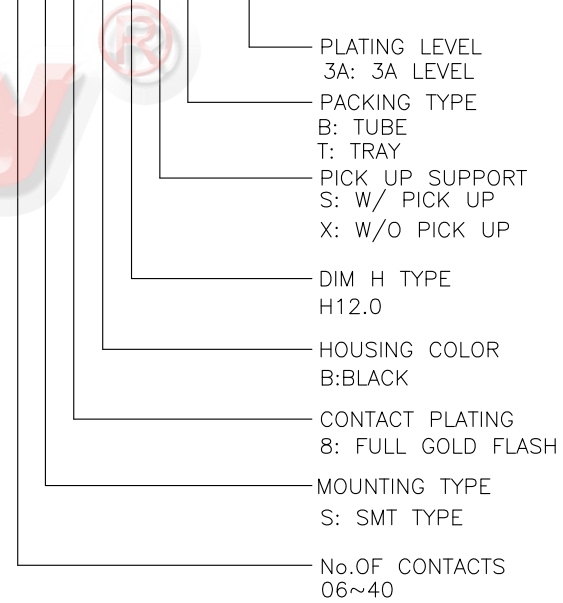 ®
PLATING LEVEL
3A: 3A LEVEL
PACKING TYPE
B: TUBE
T: TRAY
PICK UP SUPPORT
S: W/ PICK UP
X: W/O PICK UP
DIM H TYPE
H12.0
HOUSING COLOR
B:BLACK
CONTACT PLATING
8: FULL GOLD FLASH
MOUNTING TYPE
S: SMT TYPE
No.OF CONTACTS
06~40